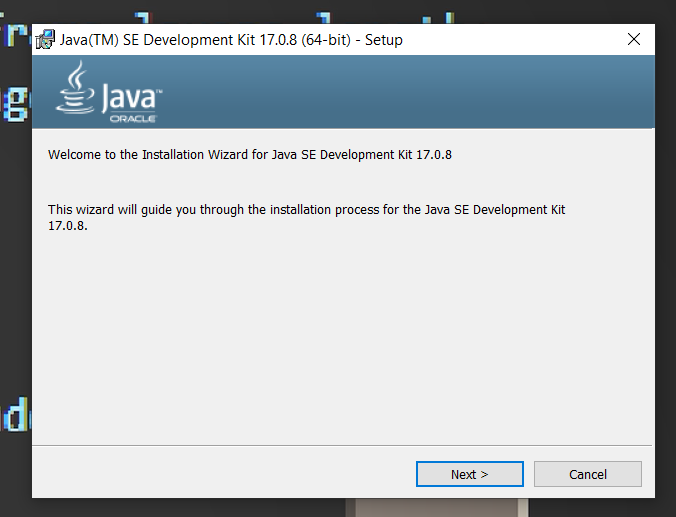 Java(TM) SE Development Kit 17.0.8 (64-bit) - Setup
Java™
ORACLE
Welcome to the Installation Wizard for Java SE Development Kit 17.0.8
This wizard will guide you through the installation process for the Java SE Development Kit
17.0.8.
Next >
Cancel